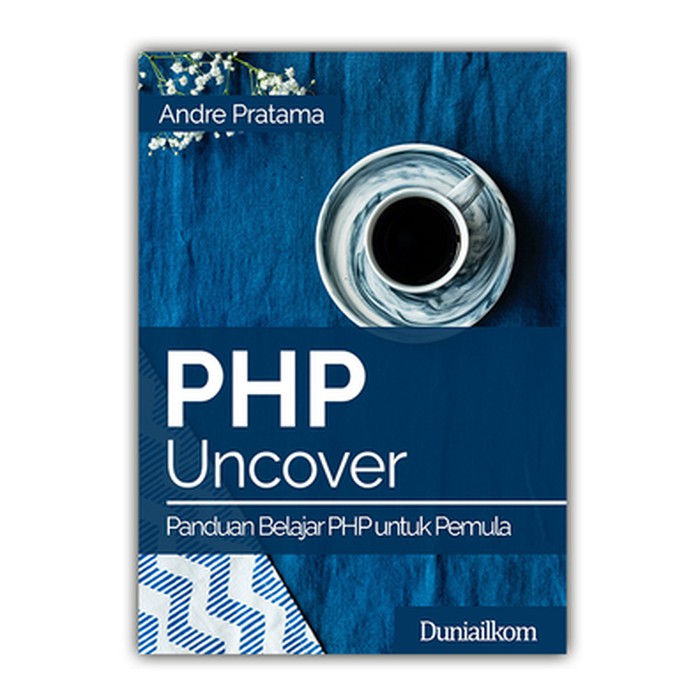 Andre Pratama
PHP
Uncover
Panduan Belajar PHP untuk Pemula
Duniailkom